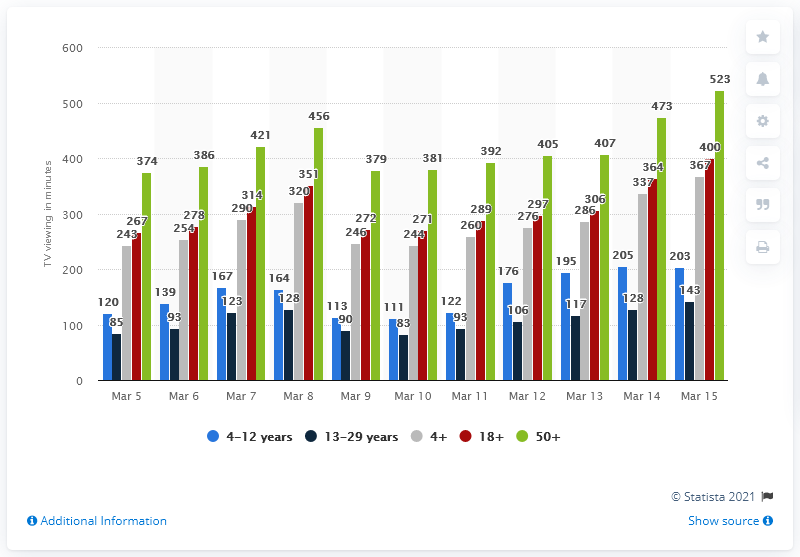 600
500
400
300
200
100
0
TV viewing in minutes
120 85 243 267 374
139 93 254 278 386
167 123 290 314 421
164 128 320 351 456
113 90 246 272 379
111 83 244 271 381
122 93 260 289 392
176 106 276 297 405
195 117 286 306 407
205 128 337 364 473
203 143 367 400 523
Mar 5 Mar 6 Mar 7 Mar 8 Mar 9 Mar 10 Mar 11 Mar 12 Mar 13 Mar 14 Mar 15
4-12 years 13-29 years 4+ 18+ 50+
© Statista 2021
Additional Information Show source